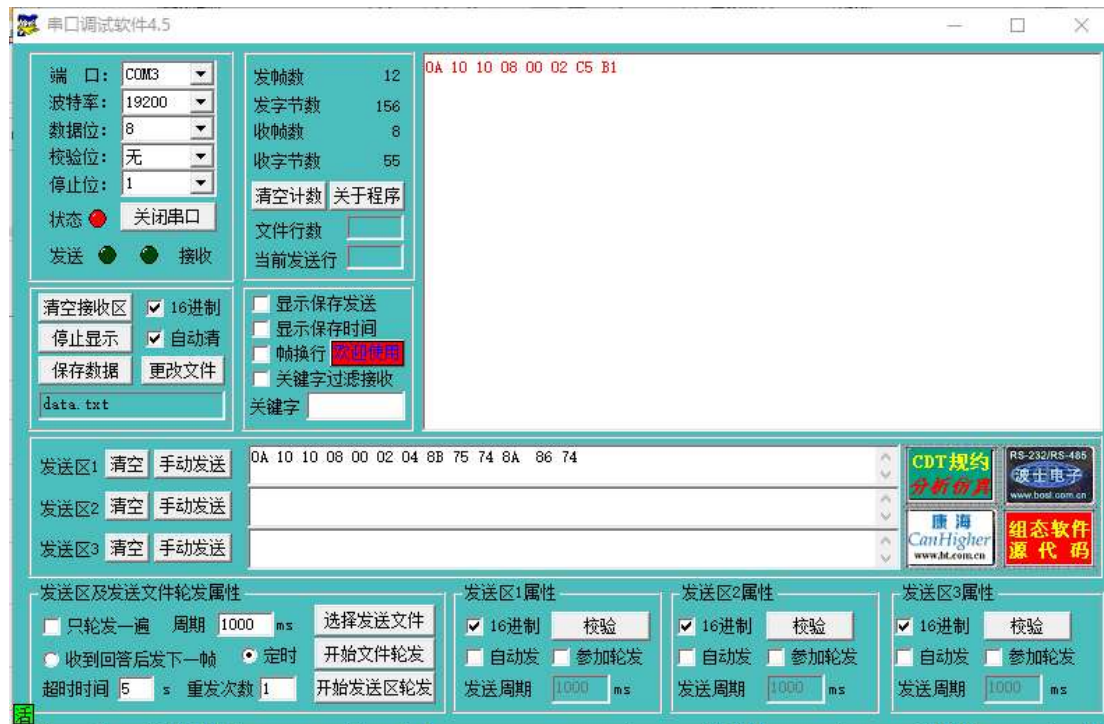 串口调试软件4.5
端 口: COM3
波特率: 19200
数据位: 8
校验位: 无
停止位: 1
状态 关闭串口
发送 接收
发帧数 12
发字节数 156
收帧数 8
收字节数 55
清空计数 关于程序
文件行数
当前发送行
0A 10 10 08 00 02 C5 B1
清空接收区 16进制
停止显示 自动清
保存数据 更改文件
data.txt
显示保存发送
显示保存时间
帧换行 欢迎使用
关键字过滤接收
关键字
发送区1 清空 手动发送 0A 10 10 08 00 02 04 8B 75 74 8A 86 74
发送区2 清空 手动发送
发送区3 清空 手动发送
CDT规约
分析仿真
RS-232/RS-485
波士电子
www.bosi.com.cn
康海
CanHigher
www.bt.com.cn
组态软件
源代码
发送区及发送文件轮发属性
只轮发一遍 周期 1000 ms 选择发送文件
收到回答后发下一帧 定时 开始文件轮发
超时时间 5 s 重发次数 1 开始发送区轮发
发送区1属性
16进制 校验
自动发 参加轮发
发送周期 1000 ms
发送区2属性
16进制 校验
自动发 参加轮发
发送周期 1000 ms
发送区3属性
16进制 校验
自动发 参加轮发
发送周期 1000 ms
活